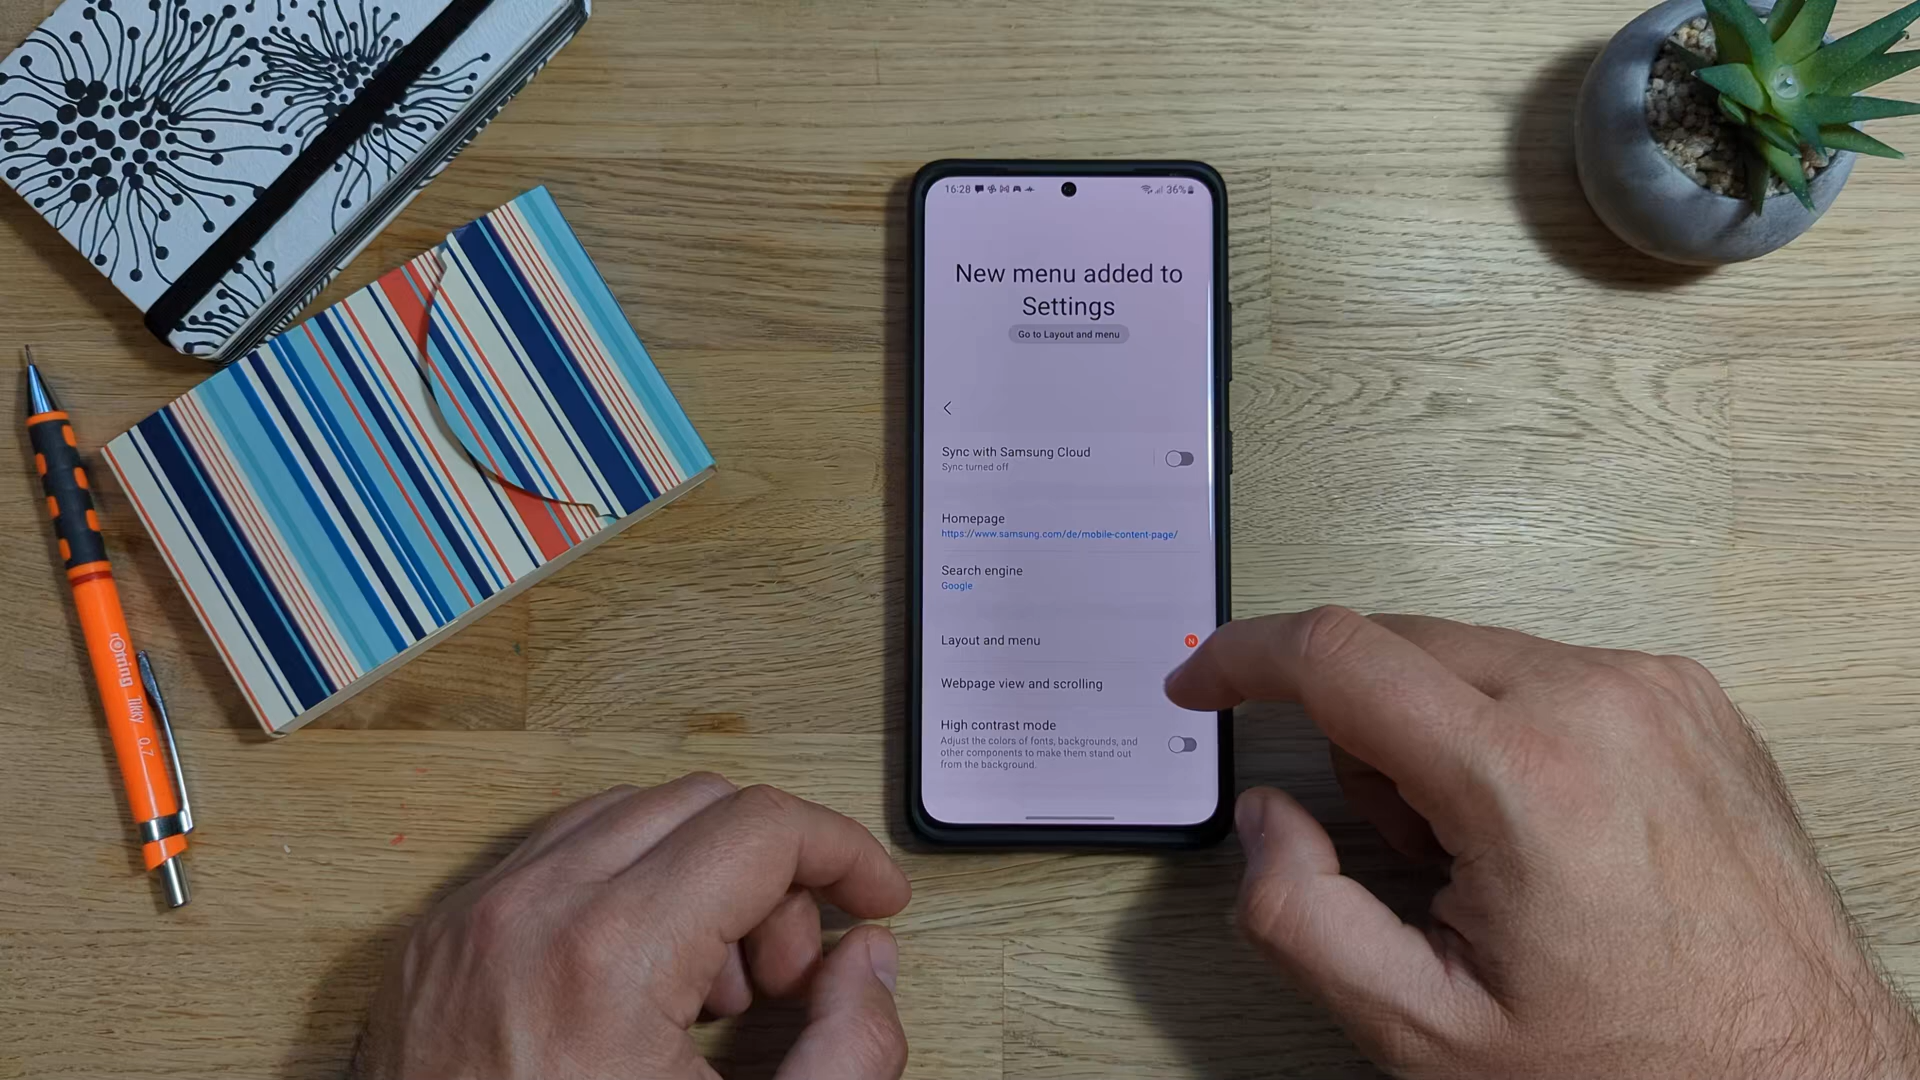 16:28
36%
New menu added to
Settings
Go to Layout and menu
Sync with Samsung Cloud
Sync turned off
Homepage
https://www.samsung.com/de/mobile-content-page/
Search engine
Google
Layout and menu
N
Webpage view and scrolling
High contrast mode
Adjust the colors of fonts, backgrounds, and
other components to make them stand out
from the background.
rOtring Tikky 0.7